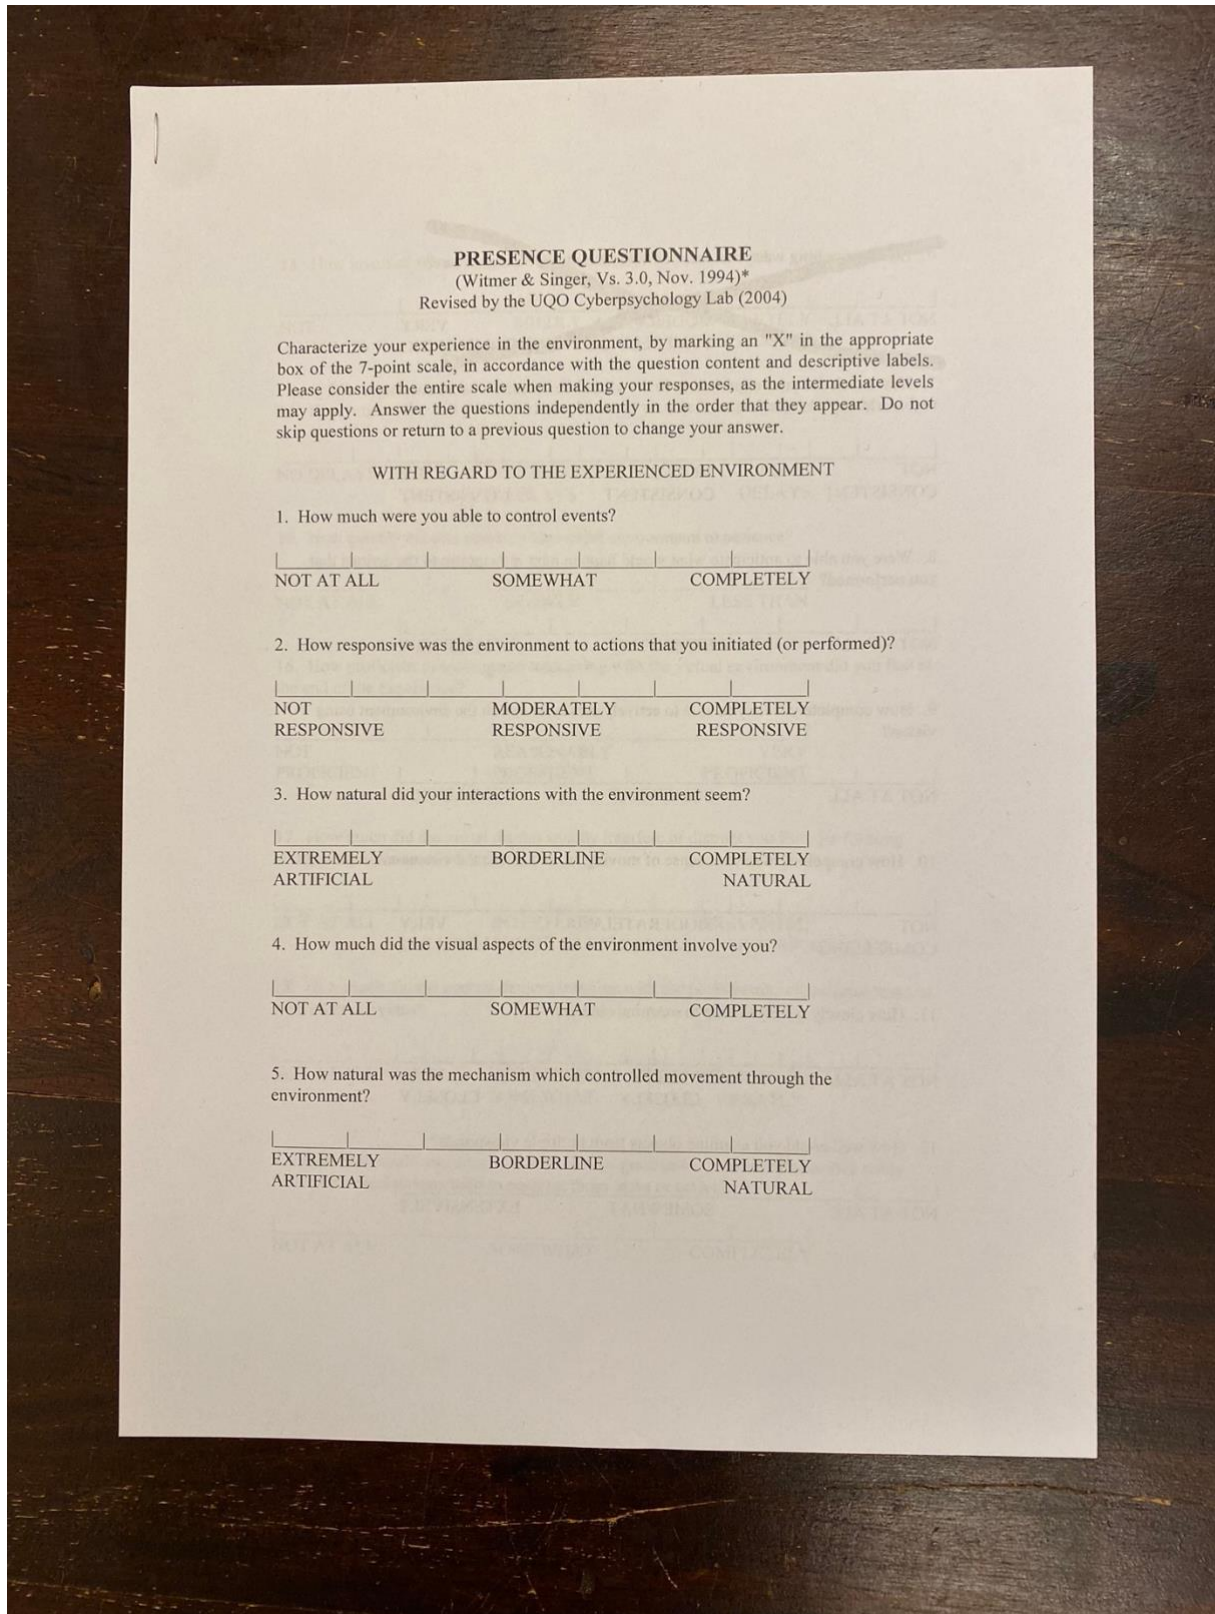 PRESENCE QUESTIONNAIRE
(Witmer & Singer, Vs. 3.0, Nov. 1994)*
Revised by the UQO Cyberpsychology Lab (2004)
Characterize your experience in the environment, by marking an "X" in the appropriate
box of the 7-point scale, in accordance with the question content and descriptive labels.
Please consider the entire scale when making your responses, as the intermediate levels
may apply. Answer the questions independently in the order that they appear. Do not
skip questions or return to a previous question to change your answer.
WITH REGARD TO THE EXPERIENCED ENVIRONMENT
1. How much were you able to control events?
NOT AT ALL SOMEWHAT COMPLETELY
2. How responsive was the environment to actions that you initiated (or performed)?
NOT MODERATELY COMPLETELY
RESPONSIVE RESPONSIVE RESPONSIVE
3. How natural did your interactions with the environment seem?
EXTREMELY BORDERLINE COMPLETELY
ARTIFICIAL NATURAL
4. How much did the visual aspects of the environment involve you?
NOT AT ALL SOMEWHAT COMPLETELY
5. How natural was the mechanism which controlled movement through the
environment?
EXTREMELY BORDERLINE COMPLETELY
ARTIFICIAL NATURAL